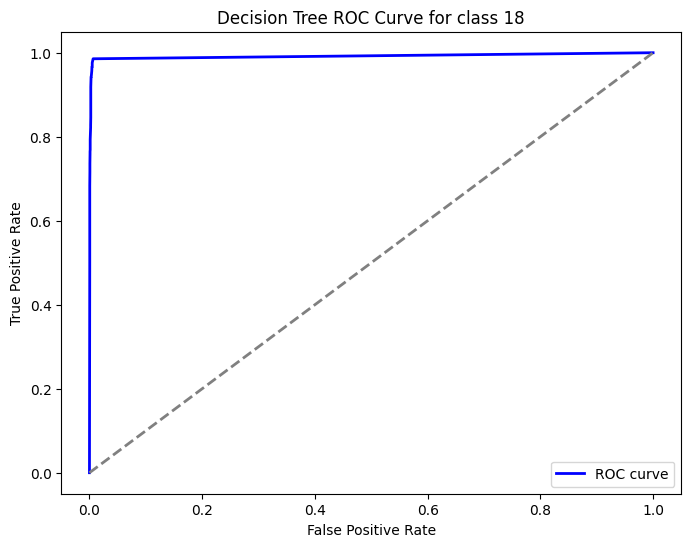 Decision Tree ROC Curve for class 18
True Positive Rate
1.0
0.8
0.6
0.4
0.2
0.0
ROC curve
0.0 0.2 0.4 0.6 0.8 1.0
False Positive Rate